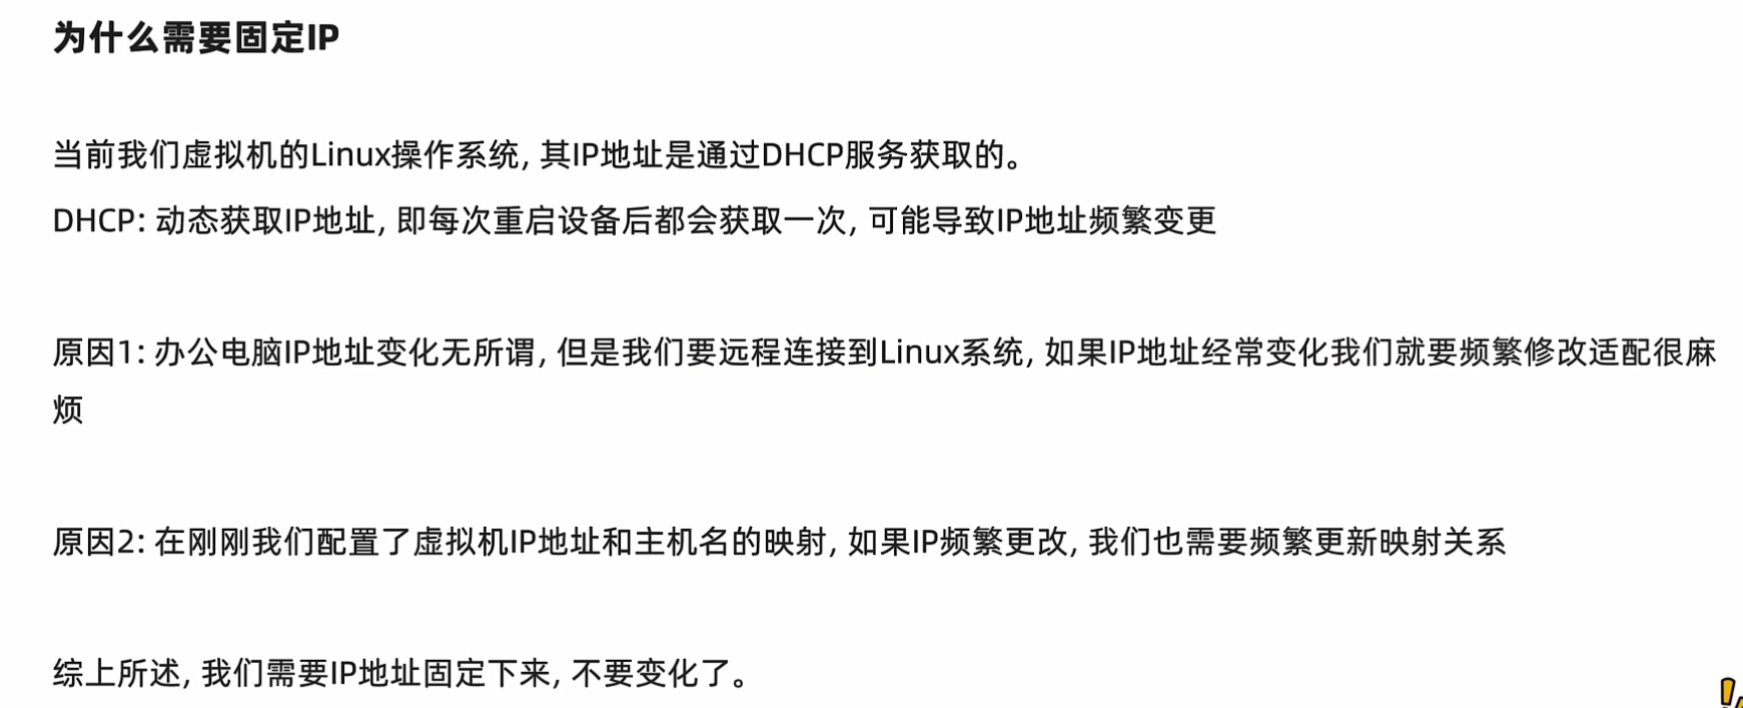 为什么需要固定IP
当前我们虚拟机的Linux操作系统, 其IP地址是通过DHCP服务获取的。
DHCP: 动态获取IP地址, 即每次重启设备后都会获取一次, 可能导致IP地址频繁变更
原因1: 办公电脑IP地址变化无所谓, 但是我们要远程连接到Linux系统, 如果IP地址经常变化我们就要频繁修改适配很麻
烦
原因2: 在刚刚我们配置了虚拟机IP地址和主机名的映射, 如果IP频繁更改, 我们也需要频繁更新映射关系
综上所述, 我们需要IP地址固定下来, 不要变化了。